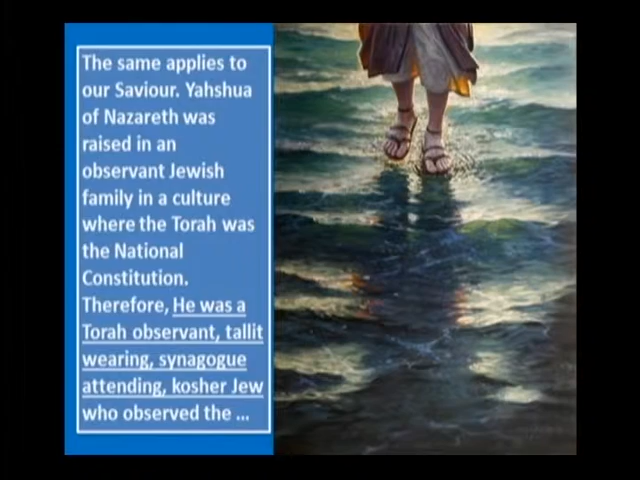 The same applies to
our Saviour. Yahshua
of Nazareth was
raised in an
observant Jewish
family in a culture
where the Torah was
the National
Constitution.
Therefore, He was a
Torah observant, tallit
wearing, synagogue
attending, kosher Jew
who observed the ...